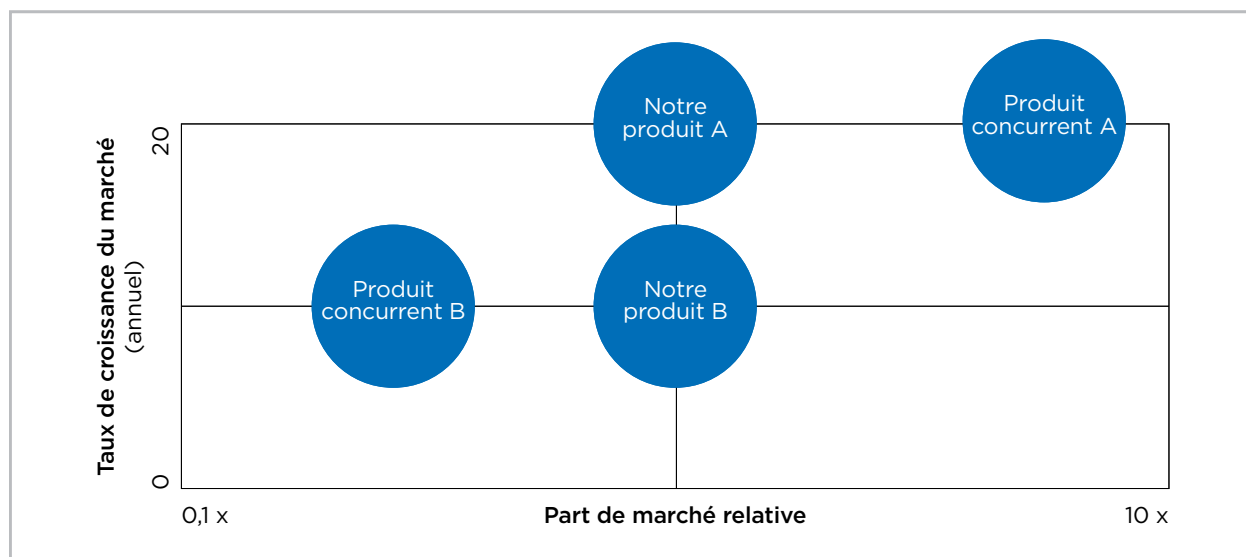 Taux de croissance du marché
(annuel)
20
0
Notre
produit A
Produit
concurrent A
Produit
concurrent B
Notre
produit B
0,1 x
Part de marché relative
10 x